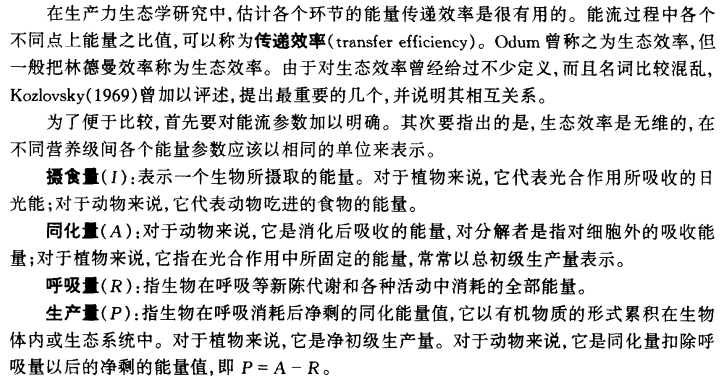 在生产力生态学研究中,估计各个环节的能量传递效率是很有用的。能流过程中各个
不同点上能量之比值,可以称为传递效率(transfer efficiency)。Odum 曾称之为生态效率,但
一般把林德曼效率称为生态效率。由于对生态效率曾经给过不少定义,而且名词比较混乱,
Kozlovsky(1969)曾加以评述,提出最重要的几个,并说明其相互关系。
为了便于比较,首先要对能流参数加以明确。其次要指出的是,生态效率是无维的,在
不同营养级间各个能量参数应该以相同的单位来表示。
摄食量(I):表示一个生物所摄取的能量。对于植物来说,它代表光合作用所吸收的日
光能;对于动物来说,它代表动物吃进的食物的能量。
同化量(A):对于动物来说,它是消化后吸收的能量,对分解者是指对细胞外的吸收能
量;对于植物来说,它指在光合作用中所固定的能量,常常以总初级生产量表示。
呼吸量(R):指生物在呼吸等新陈代谢和各种活动中消耗的全部能量。
生产量(P):指生物在呼吸消耗后净剩的同化能量值,它以有机物质的形式累积在生物
体内或生态系统中。对于植物来说,它是净初级生产量。对于动物来说,它是同化量扣除呼
吸量以后的净剩的能量值,即 P = A − R。